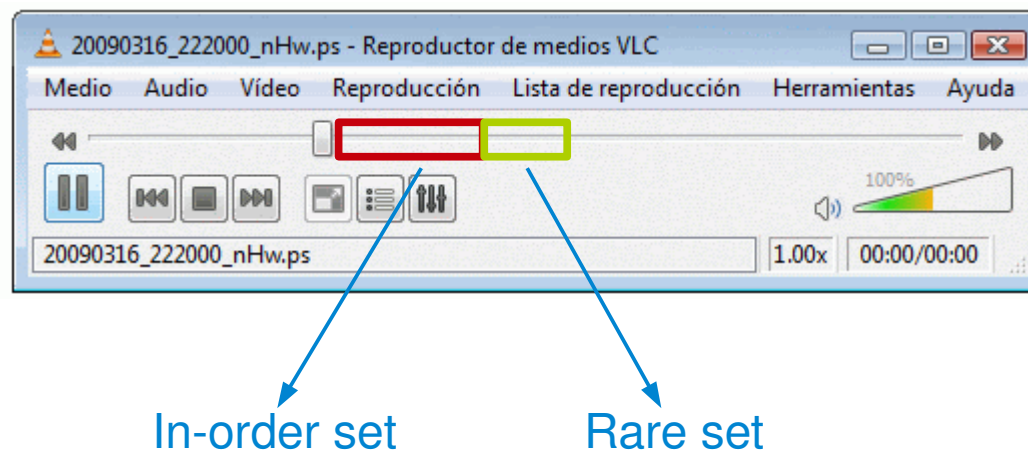 20090316_222000_nHw.ps - Reproductor de medios VLC
Medio Audio Vídeo Reproducción Lista de reproducción Herramientas Ayuda
100%
20090316_222000_nHw.ps 1.00x 00:00/00:00
In-order set Rare set